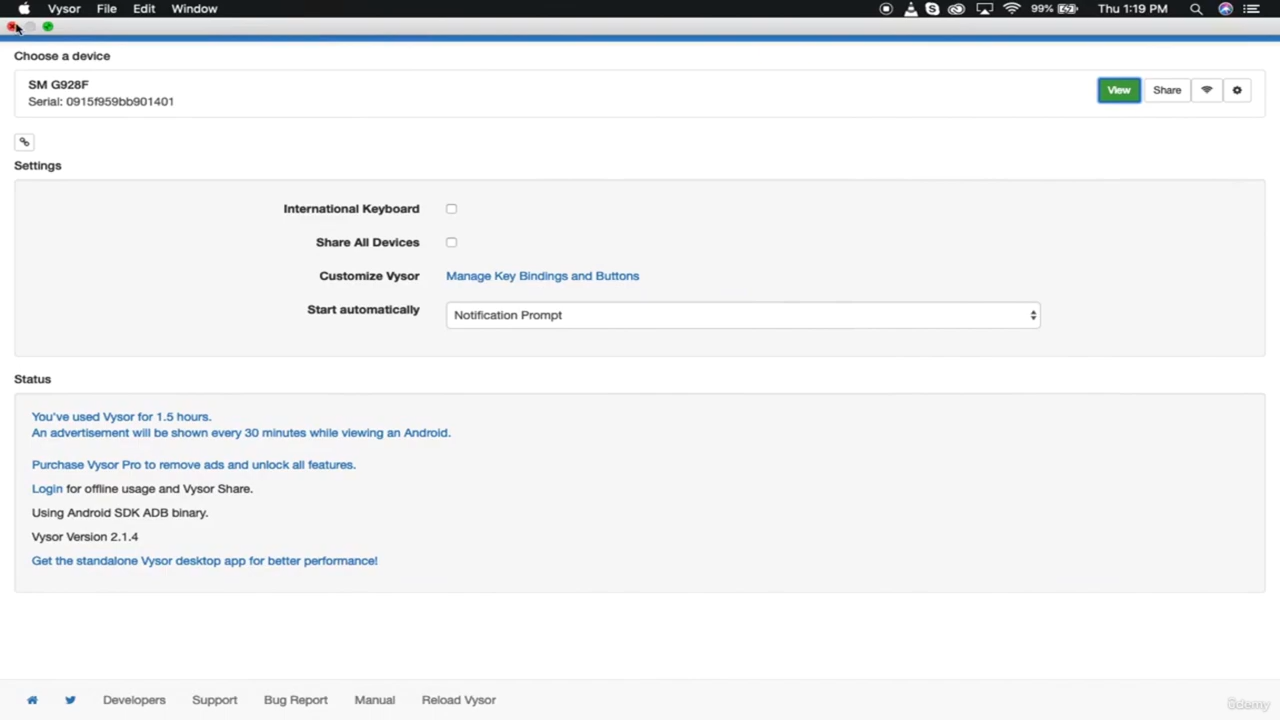 Vysor File Edit Window 99% Thu 1:19 PM
Choose a device
SM G928F
Serial: 0915f959bb901401
View Share
Settings
International Keyboard
Share All Devices
Customize Vysor Manage Key Bindings and Buttons
Start automatically Notification Prompt
Status
You've used Vysor for 1.5 hours.
An advertisement will be shown every 30 minutes while viewing an Android.
Purchase Vysor Pro to remove ads and unlock all features.
Login for offline usage and Vysor Share.
Using Android SDK ADB binary.
Vysor Version 2.1.4
Get the standalone Vysor desktop app for better performance!
Developers Support Bug Report Manual Reload Vysor
ûdemy